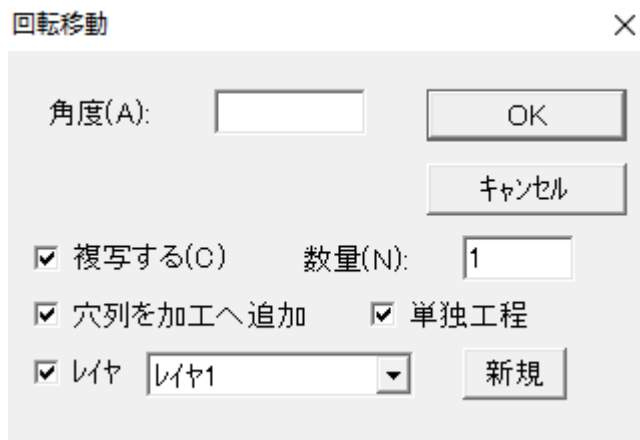 回転移動
角度(A): OK
キャンセル
複写する(C) 数量(N): 1
穴列を加工へ追加 単独工程
レイヤ レイヤ1 新規